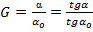 G = α/α₀ = tgα/tgα₀